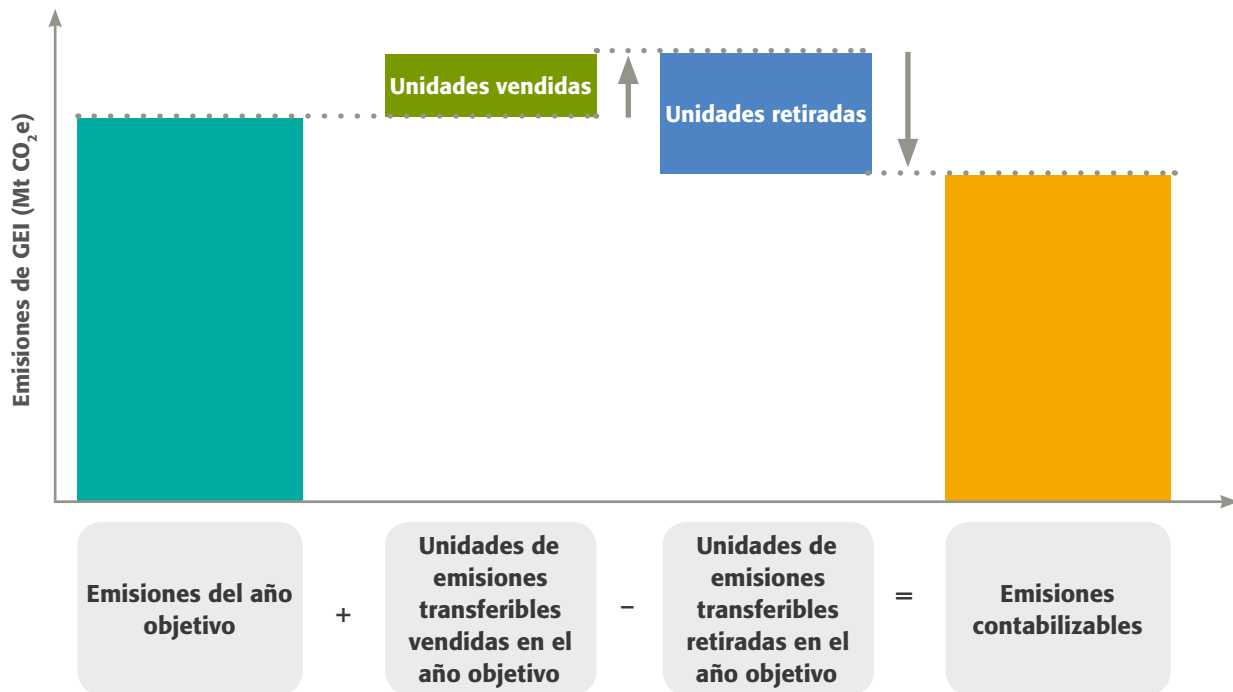 Emisiones de GEI (Mt CO₂e)
Unidades vendidas
Unidades retiradas
Emisiones del año
objetivo
+
Unidades de
emisiones
transferibles
vendidas en el
año objetivo
–
Unidades de
emisiones
transferibles
retiradas en el
año objetivo
=
Emisiones
contabilizables